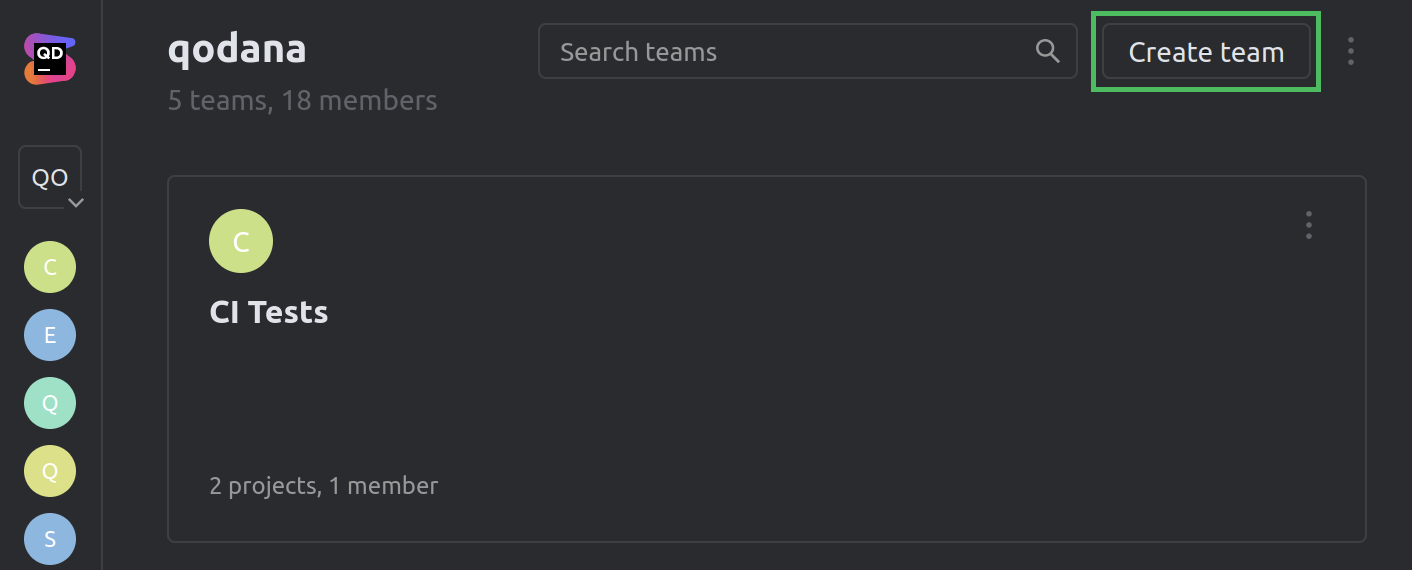 QD
qodana
Search teams
Create team
5 teams, 18 members
QO
C
E
Q
Q
S
C
CI Tests
2 projects, 1 member